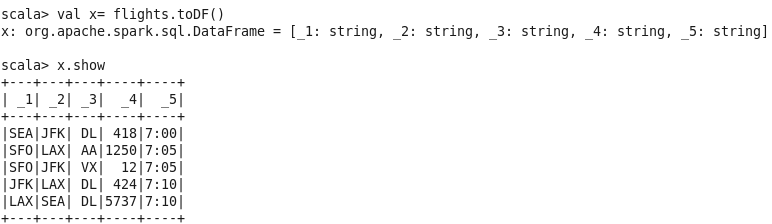 scala> val x= flights.toDF()
x: org.apache.spark.sql.DataFrame = [_1: string, _2: string, _3: string, _4: string, _5: string]
scala> x.show
+---+---+---+----+----+
| _1| _2| _3|  _4|  _5|
+---+---+---+----+----+
|SEA|JFK| DL| 418|7:00|
|SFO|LAX| AA|1250|7:05|
|SFO|JFK| VX|  12|7:05|
|JFK|LAX| DL| 424|7:10|
|LAX|SEA| DL|5737|7:10|
+---+---+---+----+----+